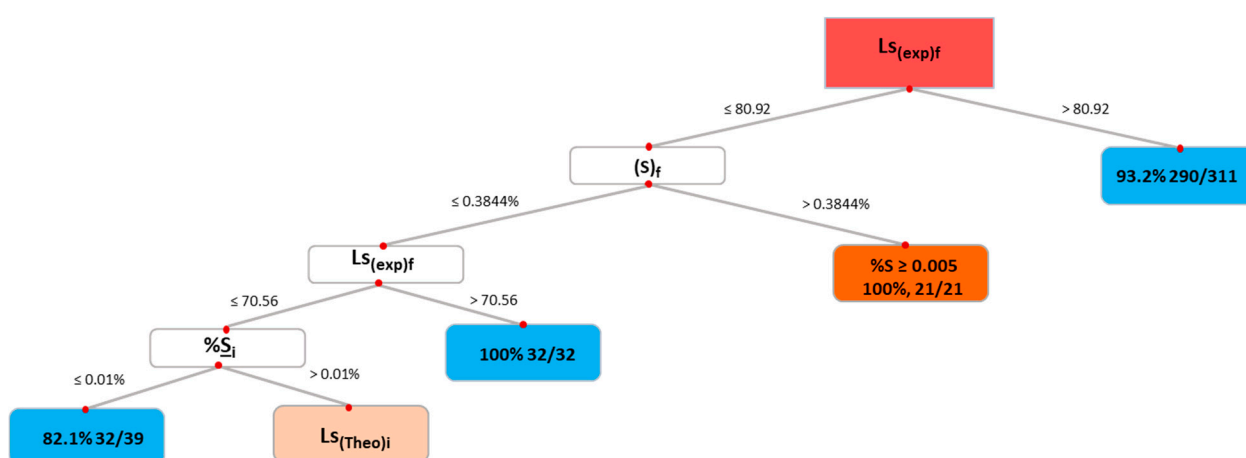 Ls(exp)f
≤ 80.92
> 80.92
(S)f
93.2% 290/311
≤ 0.3844%
> 0.3844%
Ls(exp)f
%S ≥ 0.005
100%, 21/21
≤ 70.56
> 70.56
%Si
100% 32/32
≤ 0.01%
> 0.01%
82.1% 32/39
Ls(Theo)i